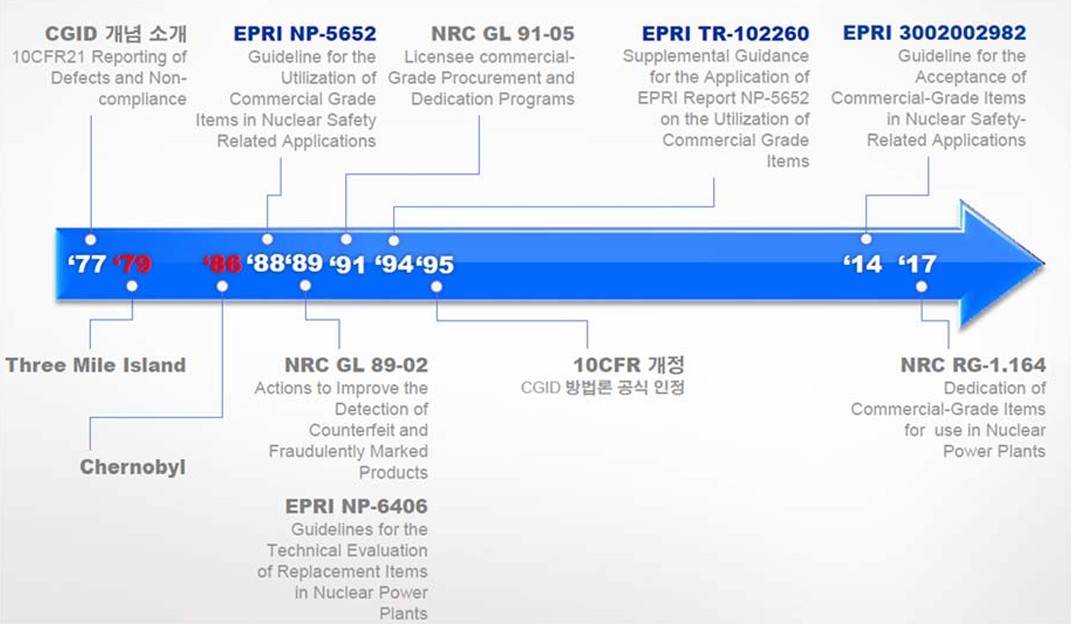 CGID 개념 소개
10CFR21 Reporting of
Defects and Non-
compliance
EPRI NP-5652
Guideline for the
Utilization of
Commercial Grade
Items in Nuclear Safety
Related Applications
NRC GL 91-05
Licensee commercial-
Grade Procurement and
Dedication Programs
EPRI TR-102260
Supplemental Guidance
for the Application of
EPRI Report NP-5652
on the Utilization of
Commercial Grade
Items
EPRI 3002002982
Guideline for the
Acceptance of
Commercial-Grade Items
in Nuclear Safety-
Related Applications
‘77 ‘79 ‘86 ‘88 ‘89 ‘91 ‘94 ‘95 ‘14 ‘17
Three Mile Island
Chernobyl
NRC GL 89-02
Actions to Improve the
Detection of
Counterfeit and
Fraudulently Marked
Products
EPRI NP-6406
Guidelines for the
Technical Evaluation
of Replacement Items
in Nuclear Power
Plants
10CFR 개정
CGID 방법론 공식 인정
NRC RG-1.164
Dedication of
Commercial-Grade Items
for use in Nuclear
Power Plants